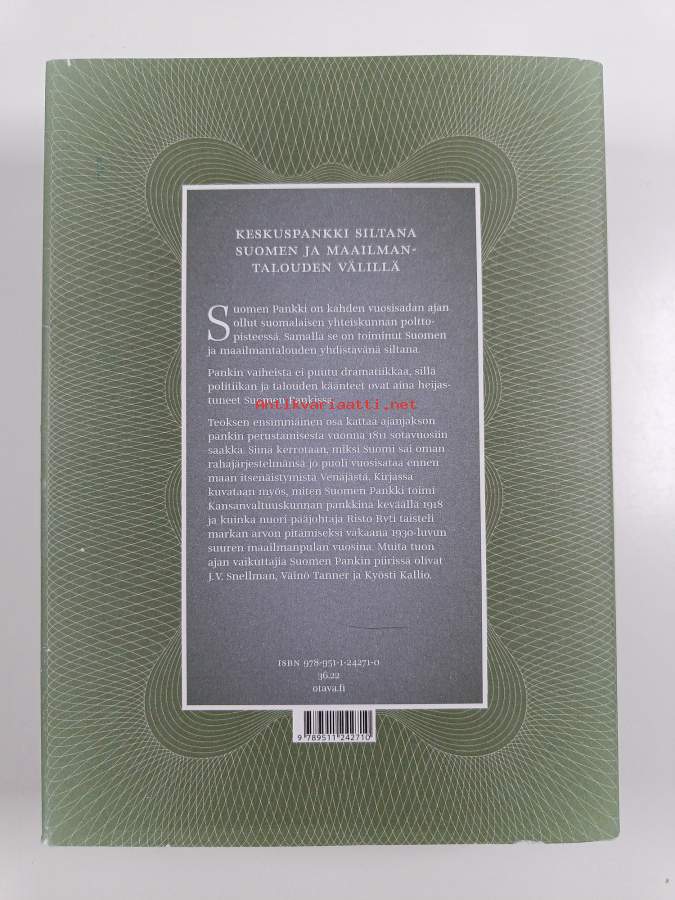 KESKUSPANKKI SILTANA
SUOMEN JA MAAILMAN-
TALOUDEN VÄLILLÄ
Suomen Pankki on kahden vuosisadan ajan
ollut suomalaisen yhteiskunnan poltto-
pisteessä. Samalla se on toiminut Suomen
ja maailmantalouden yhdistävänä siltana.
Pankin vaiheista ei puutu dramatiikkaa, sillä
politiikan ja talouden käänteet ovat aina heijas-
tuneet Suomen Pankissa.
Antikvariaatti.net
Teoksen ensimmäinen osa kattaa ajanjakson
pankin perustamisesta vuonna 1811 sotavuosiin
saakka. Siinä kerrotaan, miksi Suomi sai oman
rahajärjestelmänsä jo puoli vuosisataa ennen
maan itsenäistymistä Venäjästä. Kirjassa
kuvataan myös, miten Suomen Pankki toimi
Kansanvaltuuskunnan pankkina keväällä 1918
ja kuinka nuori pääjohtaja Risto Ryti taisteli
markan arvon pitämiseksi vakaana 1930-luvun
suuren maailmanpulan vuosina. Muita tuon
ajan vaikuttajia Suomen Pankin piirissä olivat
J.V. Snellman, Väinö Tanner ja Kyösti Kallio.
ISBN 978-951-1-24271-0
36.22
otava.fi
9 789511 242710